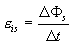 ε_is = ΔΦ_s / Δt